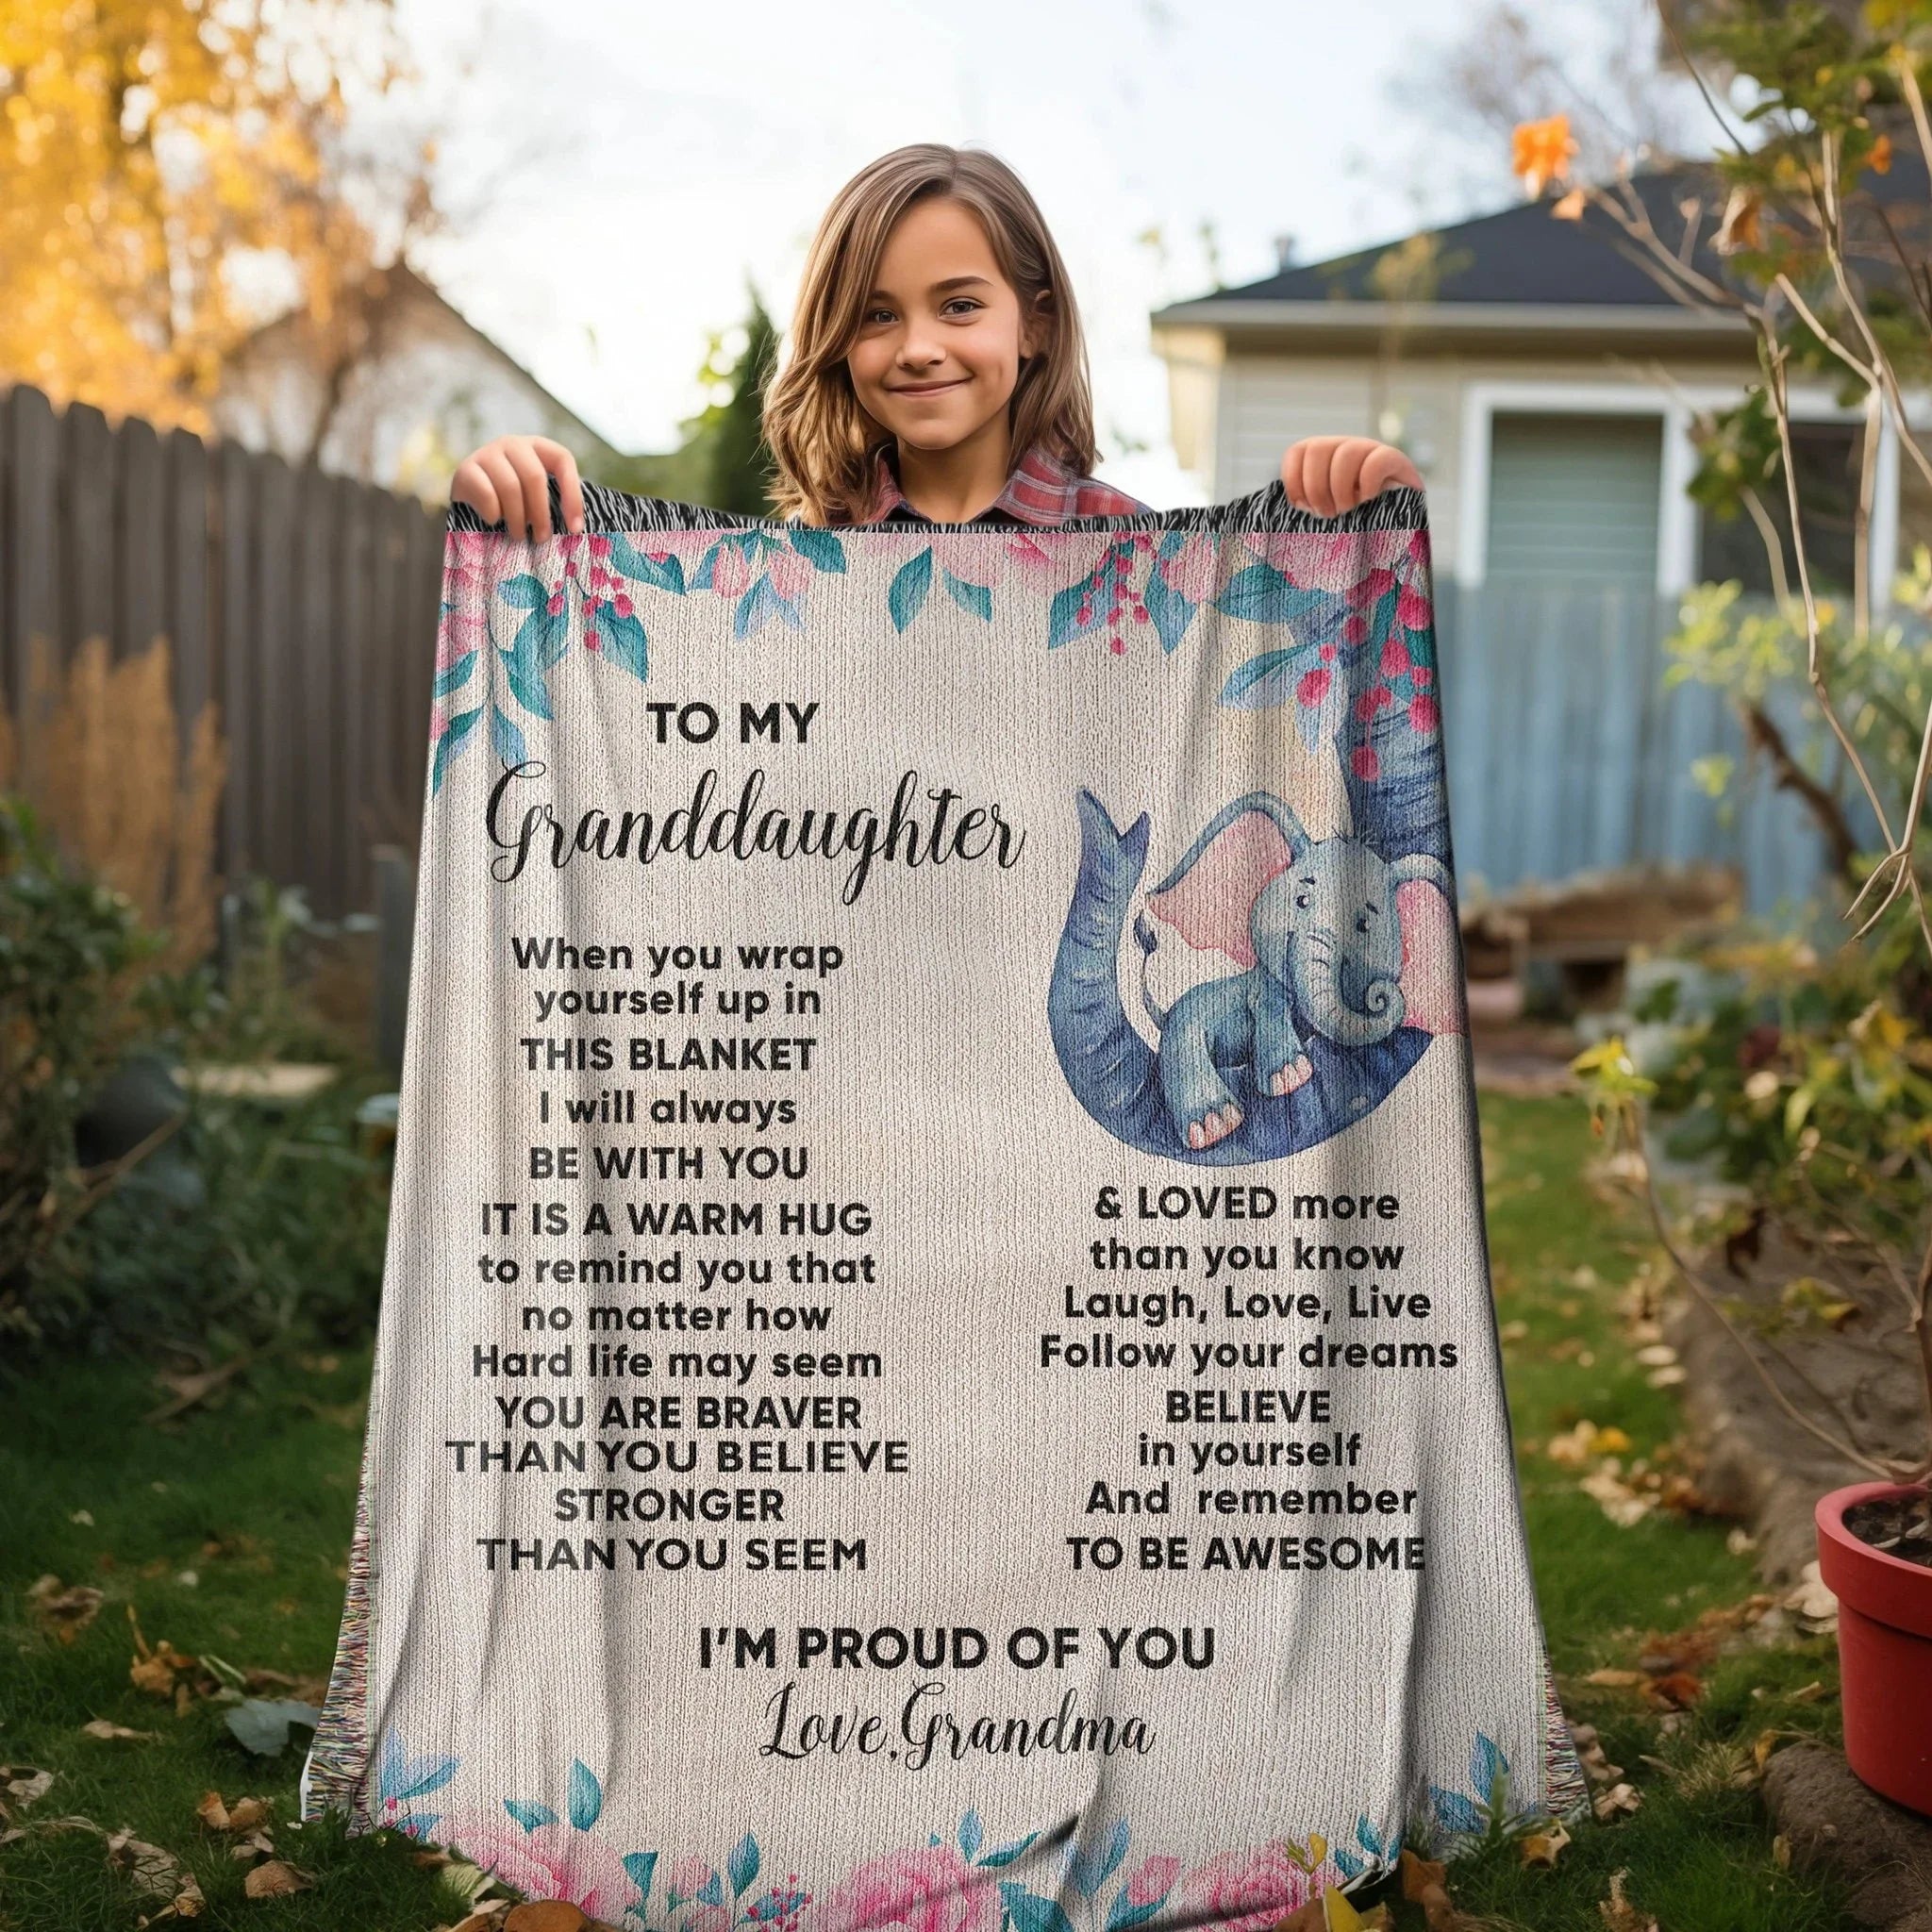 TO MY
Granddaughter
When you wrap
yourself up in
THIS BLANKET
I will always
BE WITH YOU
IT IS A WARM HUG
to remind you that
no matter how
Hard life may seem
YOU ARE BRAVER
THAN YOU BELIEVE
STRONGER
THAN YOU SEEM
& LOVED more
than you know
Laugh, Love, Live
Follow your dreams
BELIEVE
in yourself
And remember
TO BE AWESOME
I'M PROUD OF YOU
Love, Grandma